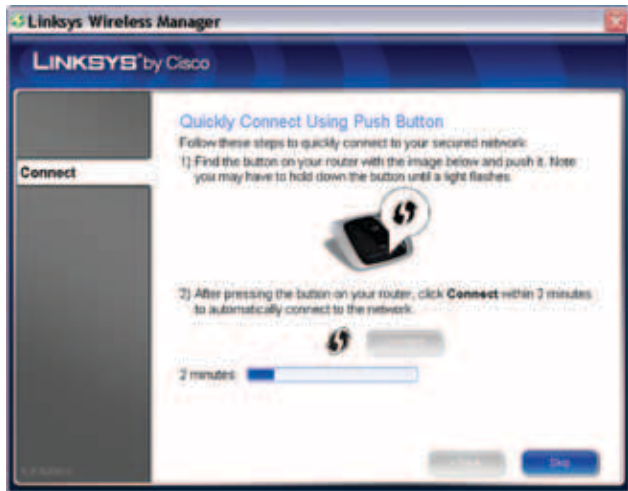 Linksys Wireless Manager
LINKSYS by Cisco
Quickly Connect Using Push Button
Follow these steps to quickly connect to your secured network:
1) Find the button on your router with the image below and push it. Note
you may have to hold down the button until a light flashes.
Connect
2) After pressing the button on your router, click Connect within 2 minutes
to automatically connect to the network.
2 minutes
Skip